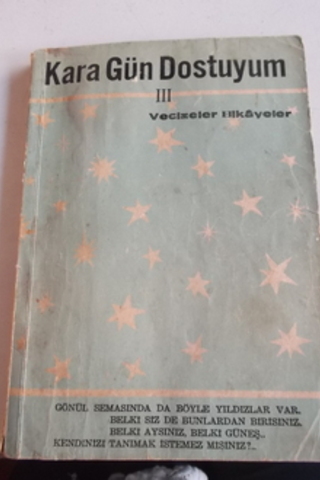 Kara Gün Dostuyum
III
Vecizeler Hikâyeler
GÖNÜL SEMASINDA DA BÖYLE YILDIZLAR VAR.
BELKİ SİZ DE BUNLARDAN BİRİSİNİZ.
BELKİ AYSINIZ, BELKİ GÜNEŞ..
KENDİNİZİ TANIMAK İSTEMEZ MİSİNİZ?..